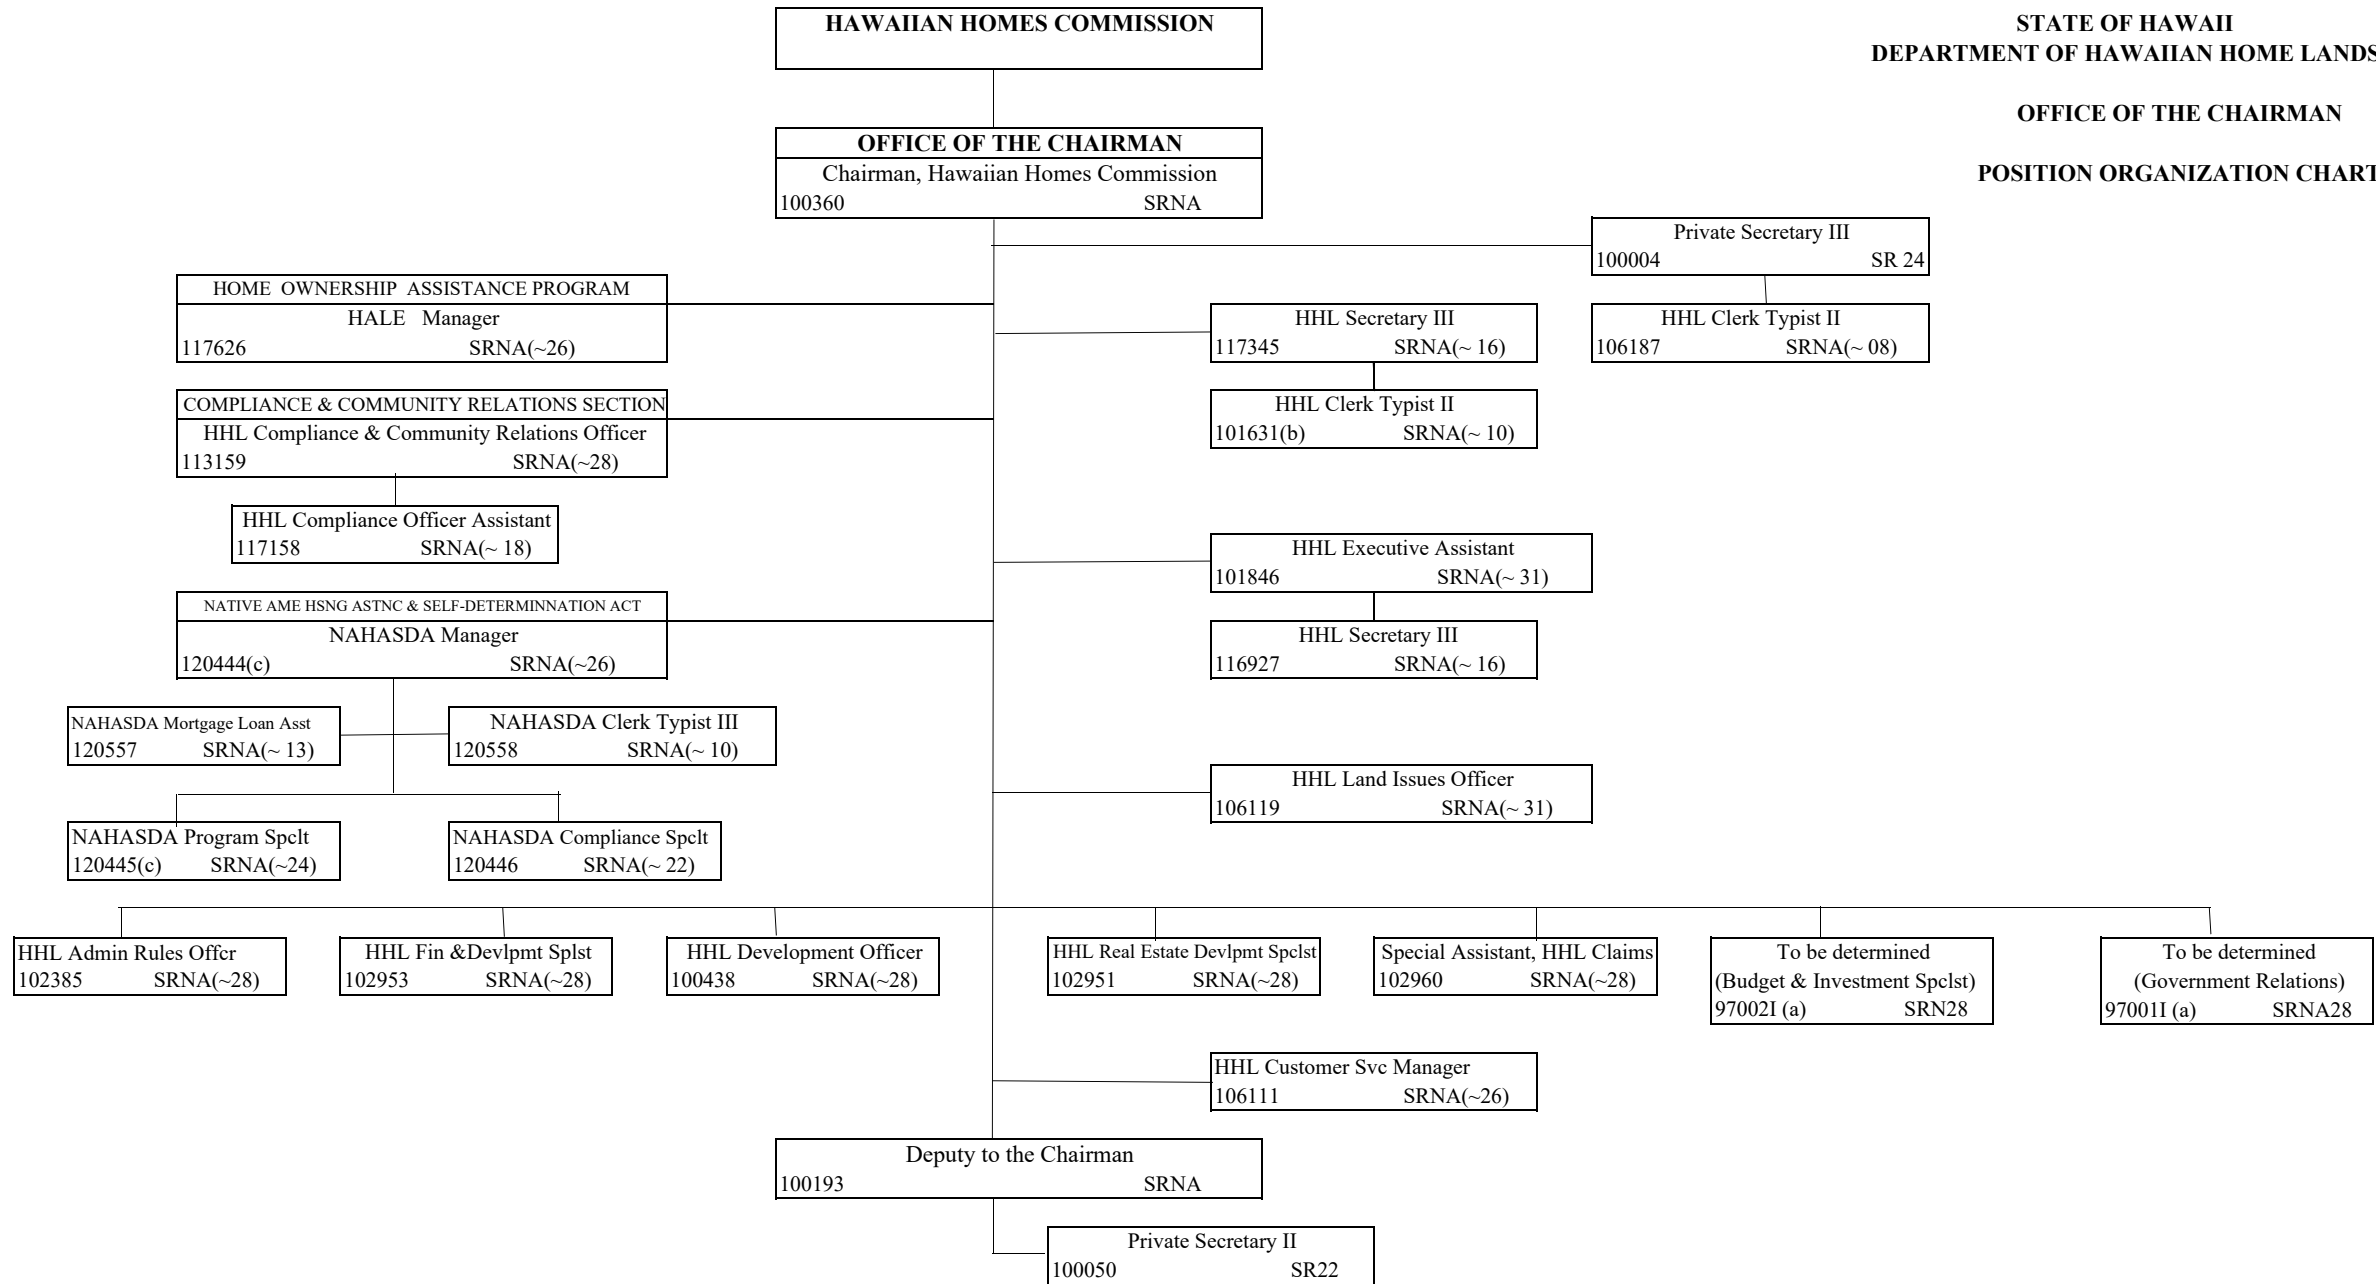 HAWAIIAN HOMES COMMISSION
STATE OF HAWAII
DEPARTMENT OF HAWAIIAN HOME LANDS
OFFICE OF THE CHAIRMAN
POSITION ORGANIZATION CHART
OFFICE OF THE CHAIRMAN
Chairman, Hawaiian Homes Commission
100360 SRNA
Private Secretary III
100004 SR 24
HHL Clerk Typist II
106187 SRNA(~ 08)
HOME OWNERSHIP ASSISTANCE PROGRAM
HALE Manager
117626 SRNA(~26)
HHL Secretary III
117345 SRNA(~ 16)
HHL Clerk Typist II
101631(b) SRNA(~ 10)
COMPLIANCE & COMMUNITY RELATIONS SECTION
HHL Compliance & Community Relations Officer
113159 SRNA(~28)
HHL Compliance Officer Assistant
117158 SRNA(~ 18)
HHL Executive Assistant
101846 SRNA(~ 31)
HHL Secretary III
116927 SRNA(~ 16)
NATIVE AME HSNG ASTNC & SELF-DETERMINNATION ACT
NAHASDA Manager
120444(c) SRNA(~26)
NAHASDA Mortgage Loan Asst
120557 SRNA(~ 13)
NAHASDA Clerk Typist III
120558 SRNA(~ 10)
HHL Land Issues Officer
106119 SRNA(~ 31)
NAHASDA Program Spclt
120445(c) SRNA(~24)
NAHASDA Compliance Spclt
120446 SRNA(~ 22)
HHL Admin Rules Offcr
102385 SRNA(~28)
HHL Fin &Devlpmt Splst
102953 SRNA(~28)
HHL Development Officer
100438 SRNA(~28)
HHL Real Estate Devlpmt Spclst
102951 SRNA(~28)
Special Assistant, HHL Claims
102960 SRNA(~28)
To be determined
(Budget & Investment Spclst)
97002I (a) SRN28
To be determined
(Government Relations)
97001I (a) SRNA28
HHL Customer Svc Manager
106111 SRNA(~26)
Deputy to the Chairman
100193 SRNA
Private Secretary II
100050 SR22